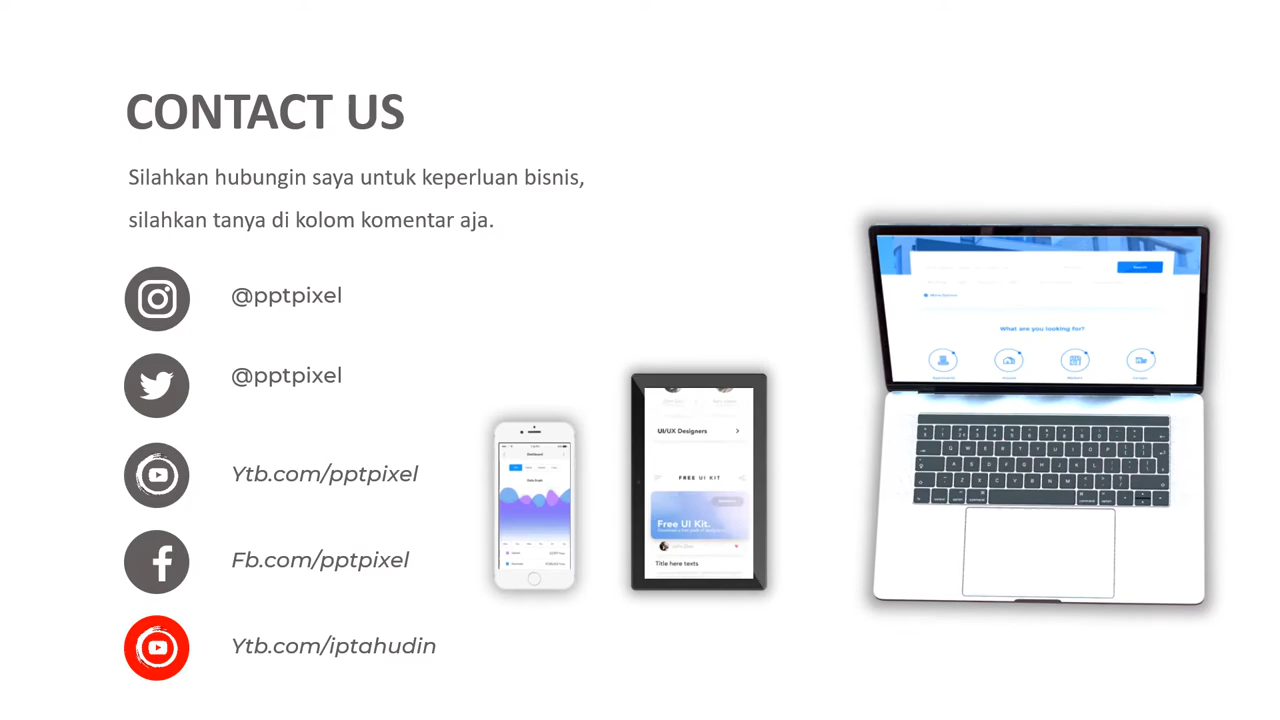 CONTACT US
Silahkan hubungin saya untuk keperluan bisnis,
silahkan tanya di kolom komentar aja.
@pptpixel
@pptpixel
Ytb.com/pptpixel
Fb.com/pptpixel
Ytb.com/iptahudin
Dashboard
UI/UX Designers
FREE UI KIT
Free UI Kit.
Title here texts
What are you looking for?